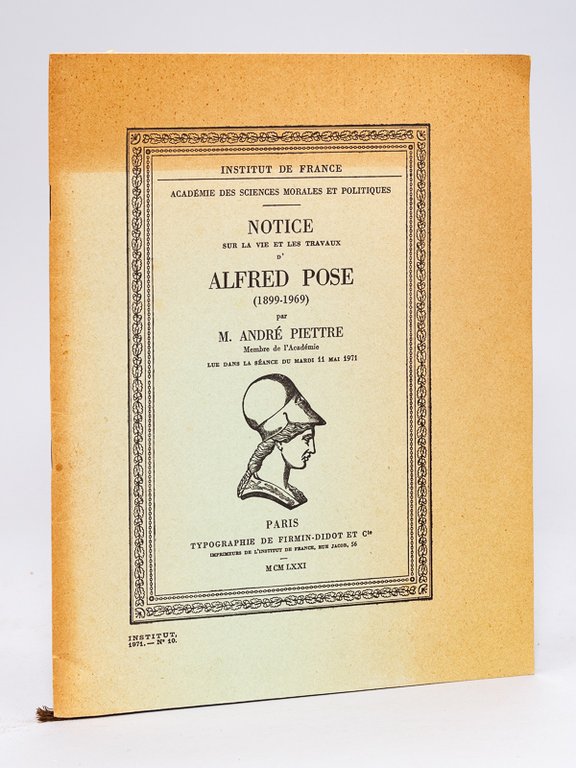 INSTITUT DE FRANCE
ACADÉMIE DES SCIENCES MORALES ET POLITIQUES
NOTICE
SUR LA VIE ET LES TRAVAUX
D'
ALFRED POSE
(1899-1969)
par
M. ANDRÉ PIETTRE
Membre de l'Académie
LUE DANS LA SÉANCE DU MARDI 11 MAI 1971
PARIS
TYPOGRAPHIE DE FIRMIN-DIDOT ET Cie
IMPRIMEURS DE L'INSTITUT DE FRANCE, RUE JACOB, 56
MCMLXXI
INSTITUT,
1971. — N° 10.